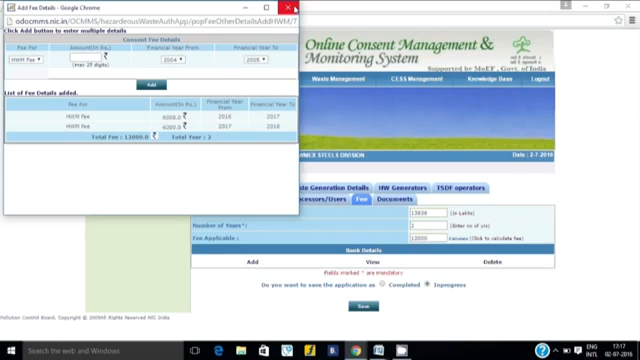 Add Fee Details - Google Chrome
odocmms.nic.in/OCMMS/hazardousWasteAuthApp/popFeeOtherDetailsAddHWM/7
Click Add button to enter multiple details
Consent Fee Details
Fee For Amount(in Rs.) Financial Year From Financial Year To
HWM Fee ₹ 2004 2005
(max 25 digits)
Add
List of Fee Details added.
Fee For Amount(In Rs.) Financial Year From Financial Year To
HWM Fee 6000.0 ₹ 2016 2017
HWM Fee 6000.0 ₹ 2017 2018
Total Fee : 12000.0 ₹ Total Year : 2
Online Consent Management &
Monitoring System
Supported by MoEF, Govt. of India
Waste Management CESS Management Knowledge Base Logout
STEELS DIVISION Date : 2-7-2016
ste Generation Details HW Generators TSDF operators
cessors/Users Fee Documents
13936 (In Lakhs)
Number of Years*: 2 (Enter no of yrs)
Fee Applicable : 12000 (Click to calculate fee)
Bank Details
Add View Delete
Fields marked * are mandatory
Do you want to save the application as Completed Inprogress
Save
Pollution Control Board. Copyright © Rights Reserved NIC India
Search the web and Windows
ENG 17:17
INTL 02-07-2016